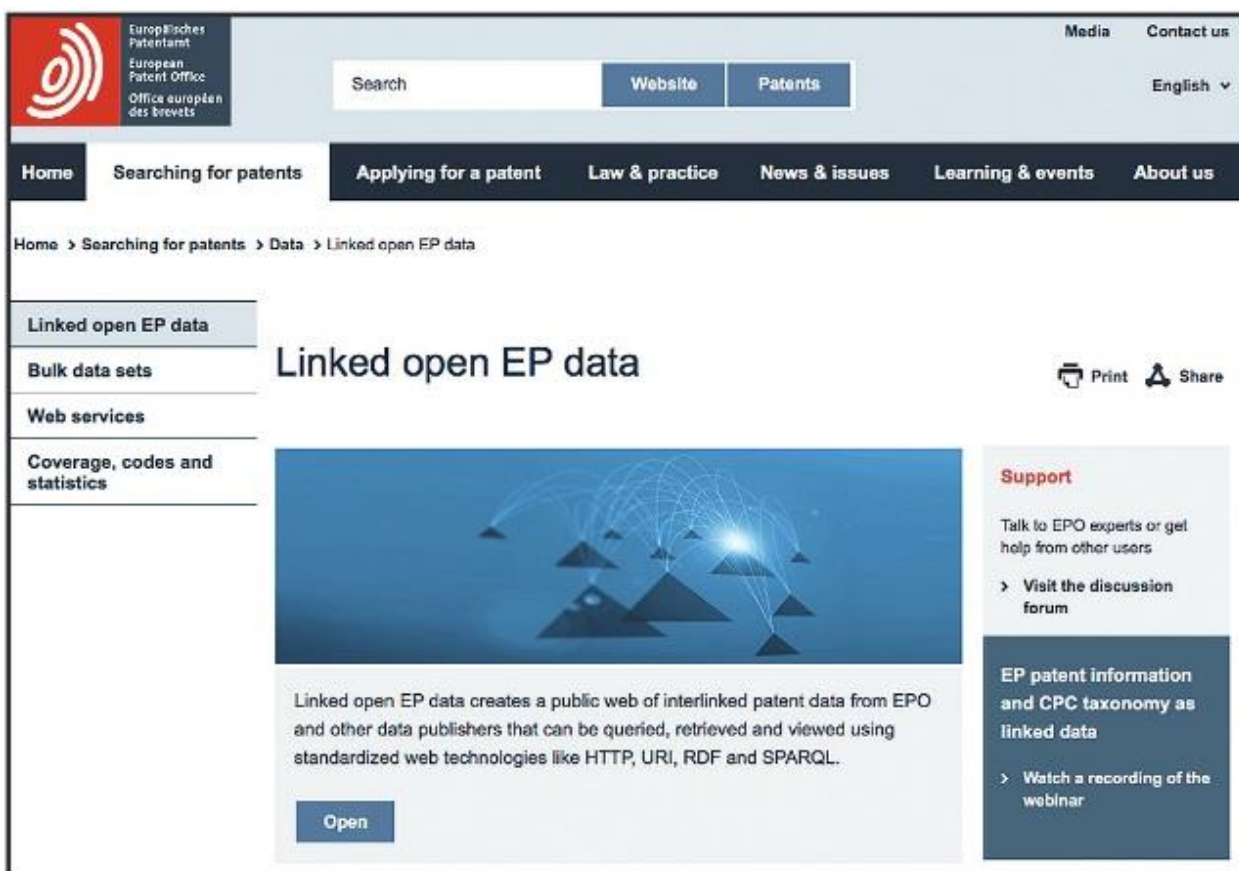 Europäisches
Patentamt
European
Patent Office
Office européen
des brevets
Media
Contact us
Search
Website
Patents
English
Home
Searching for patents
Applying for a patent
Law & practice
News & issues
Learning & events
About us
Home > Searching for patents > Data > Linked open EP data
Linked open EP data
Bulk data sets
Web services
Coverage, codes and
statistics
Linked open EP data
Print
Share
Linked open EP data creates a public web of interlinked patent data from EPO
and other data publishers that can be queried, retrieved and viewed using
standardized web technologies like HTTP, URI, RDF and SPARQL.
Open
Support
Talk to EPO experts or get
help from other users
> Visit the discussion
forum
EP patent information
and CPC taxonomy as
linked data
> Watch a recording of the
webinar